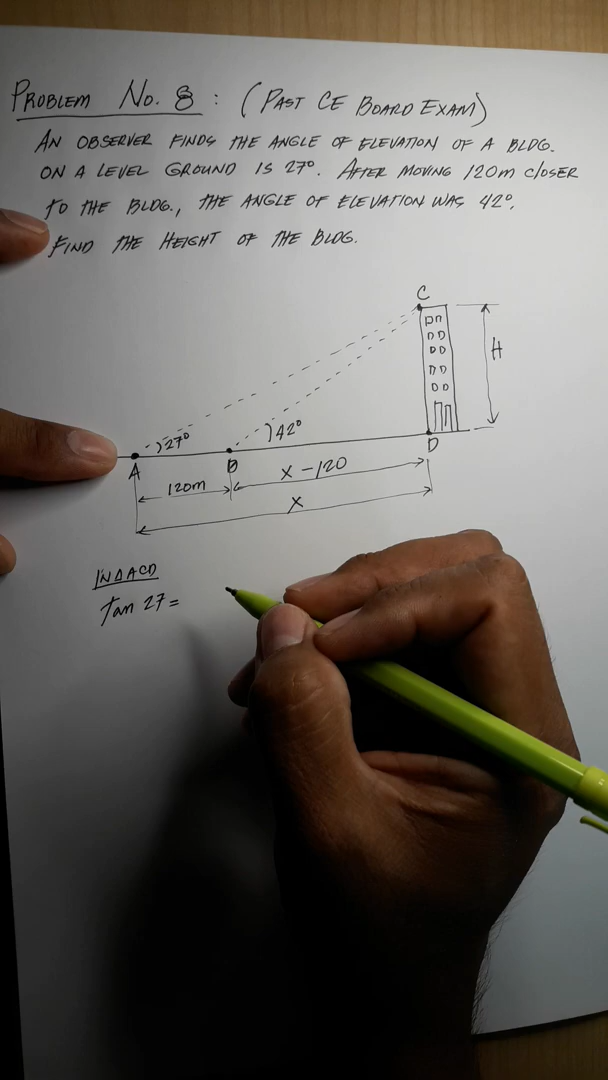 PROBLEM NO. 8 : (PAST CE BOARD EXAM)
AN OBSERVER FINDS THE ANGLE OF ELEVATION OF A BLDG.
ON A LEVEL GROUND IS 27°. AFTER MOVING 120m CLOSER
TO THE BLDG., THE ANGLE OF ELEVATION WAS 42°.
FIND THE HEIGHT OF THE BLDG.
C
H
27°
42°
A
B
D
120m
X - 120
X
IN Δ ACD
tan 27 =